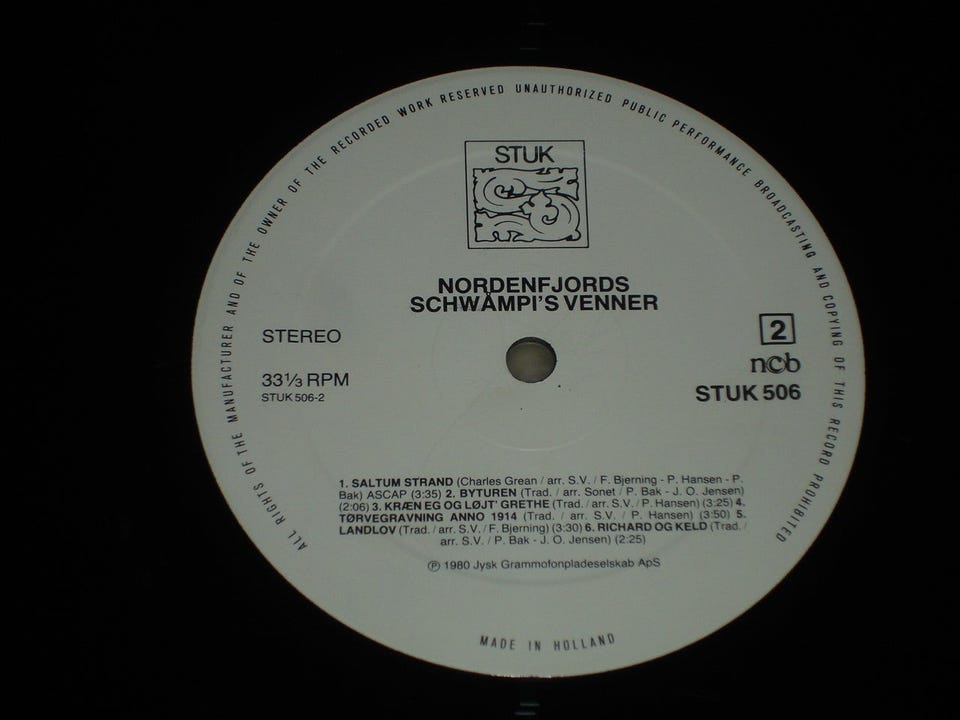 ALL RIGHTS OF THE MANUFACTURER AND OF THE OWNER OF THE RECORDED WORK RESERVED UNAUTHORIZED PUBLIC PERFORMANCE BROADCASTING AND COPYING OF THIS RECORD PROHIBITED
STUK
NORDENFJORDS
SCHWÄMPI'S VENNER
STEREO
2
ncb
33⅓ RPM
STUK 506
STUK 506-2
1. SALTUM STRAND (Charles Grean / arr. S.V. / F. Bjerning - P. Hansen - P.
Bak) ASCAP (3:35) 2. BYTUREN (Trad. / arr. Sonet / P. Bak - J. O. Jensen)
(2:06) 3. KRÆN EG OG LØJT' GRETHE (Trad. / arr. S.V. / P. Hansen) (3:25) 4.
TØRVEGRAVNING ANNO 1914 (Trad. / arr. S.V. / P. Hansen) (3:50) 5.
LANDLOV (Trad. / arr. S.V. / F. Bjerning) (3:30) 6. RICHARD OG KELD (Trad. /
arr. S.V. / P. Bak - J. O. Jensen) (2:25)
℗ 1980 Jysk Grammofonpladeselskab ApS
MADE IN HOLLAND